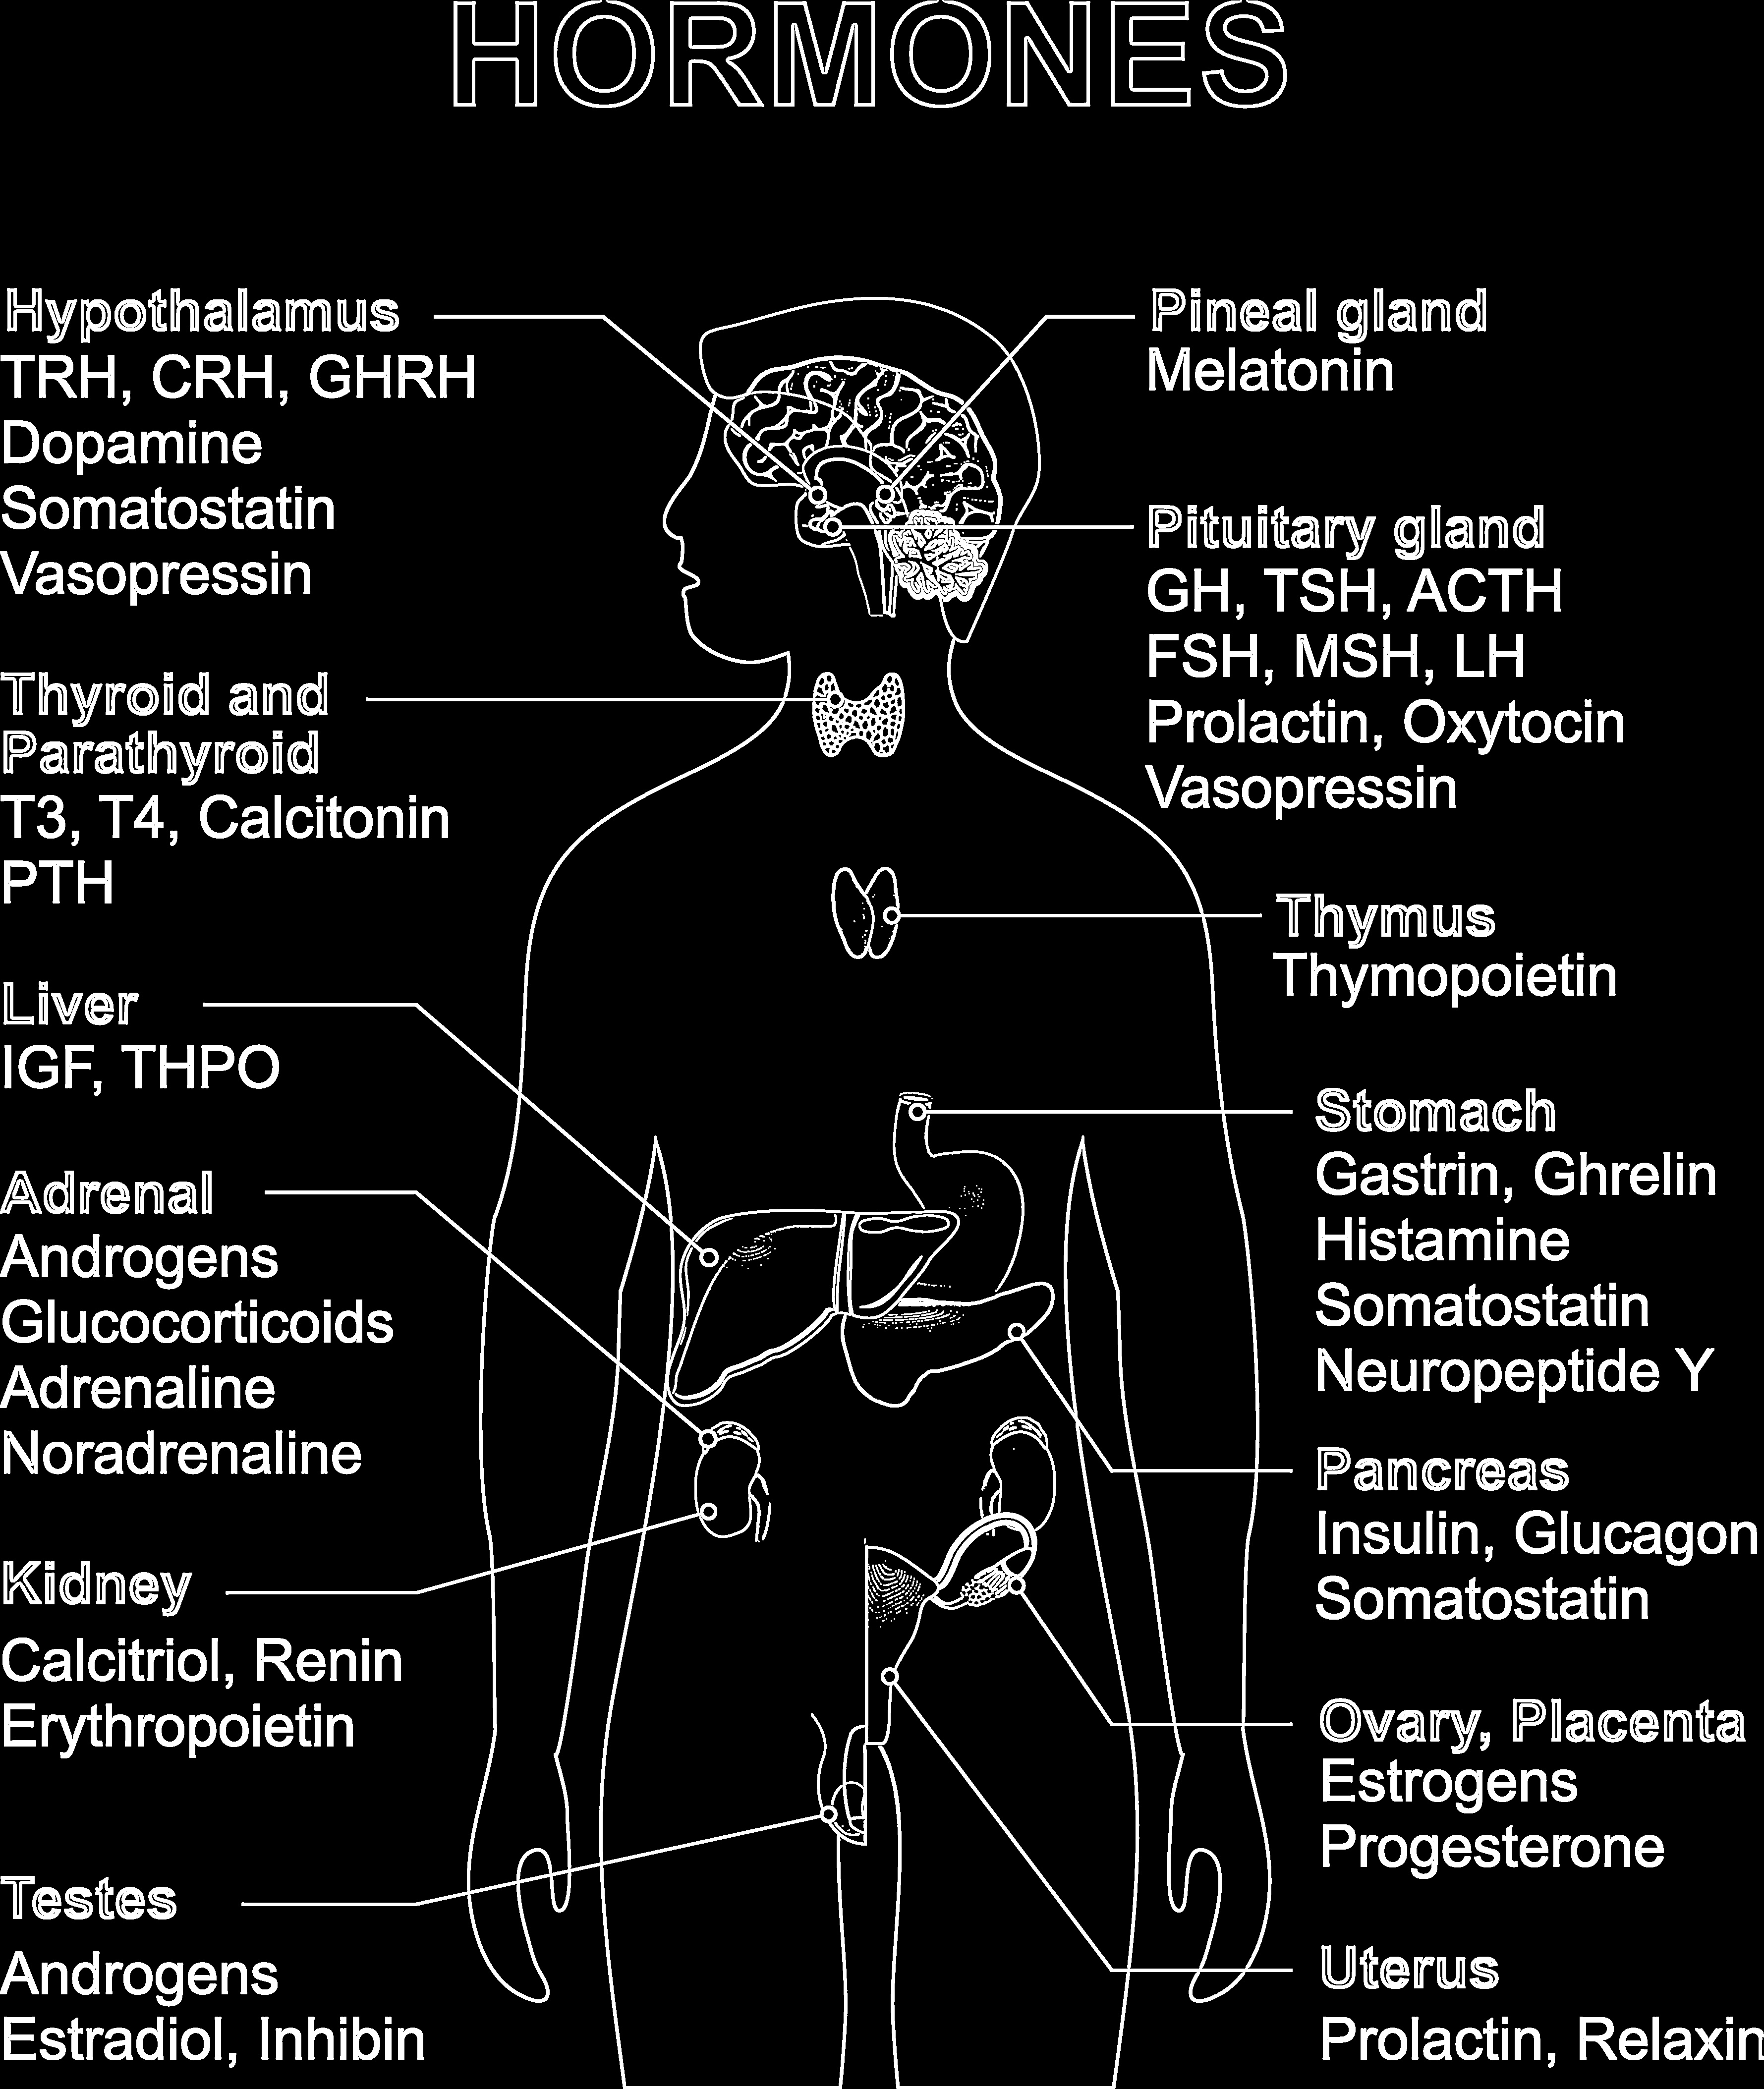 HORMONES
Hypothalamus
TRH, CRH, GHRH
Dopamine
Somatostatin
Vasopressin
Thyroid and
Parathyroid
T3, T4, Calcitonin
PTH
Liver
IGF, THPO
Adrenal
Androgens
Glucocorticoids
Adrenaline
Noradrenaline
Kidney
Calcitriol, Renin
Erythropoietin
Testes
Androgens
Estradiol, Inhibin
Pineal gland
Melatonin
Pituitary gland
GH, TSH, ACTH
FSH, MSH, LH
Prolactin, Oxytocin
Vasopressin
Thymus
Thymopoietin
Stomach
Gastrin, Ghrelin
Histamine
Somatostatin
Neuropeptide Y
Pancreas
Insulin, Glucagon
Somatostatin
Ovary, Placenta
Estrogens
Progesterone
Uterus
Prolactin, Relaxin